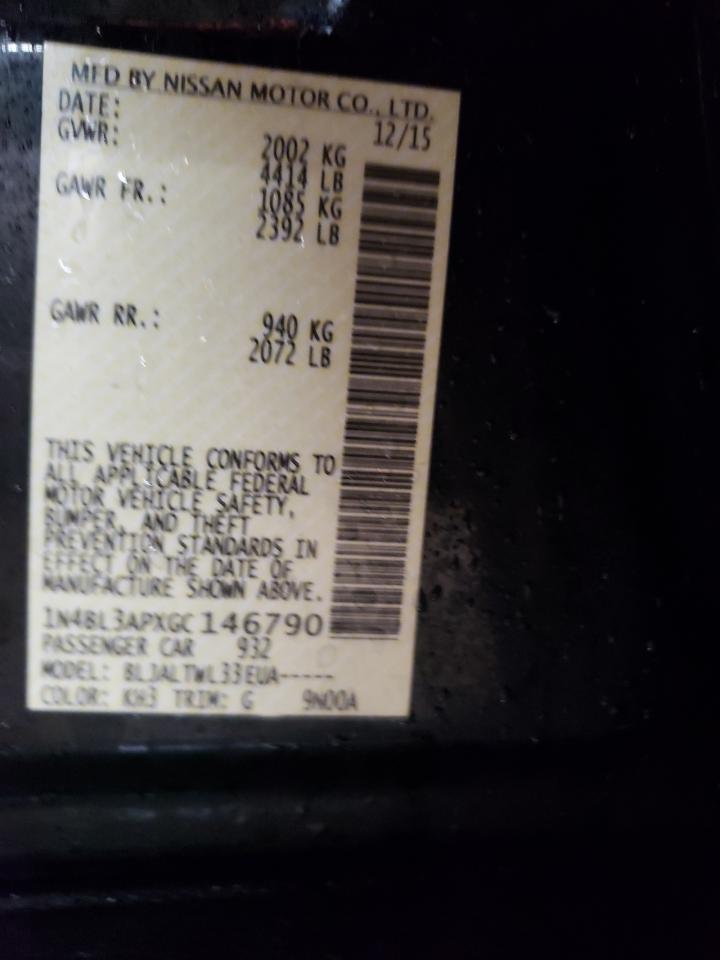 MFD BY NISSAN MOTOR CO., LTD.
DATE: 12/15
GVWR: 2002 KG
4414 LB
GAWR FR.: 1085 KG
2392 LB
GAWR RR.: 940 KG
2072 LB
THIS VEHICLE CONFORMS TO
ALL APPLICABLE FEDERAL
MOTOR VEHICLE SAFETY,
BUMPER, AND THEFT
PREVENTION STANDARDS IN
EFFECT ON THE DATE OF
MANUFACTURE SHOWN ABOVE.
1N4BL3APXGC146790
PASSENGER CAR 932
MODEL: BLJALTWL33EUA-----
COLOR: KH3 TRIM: G 9N00A